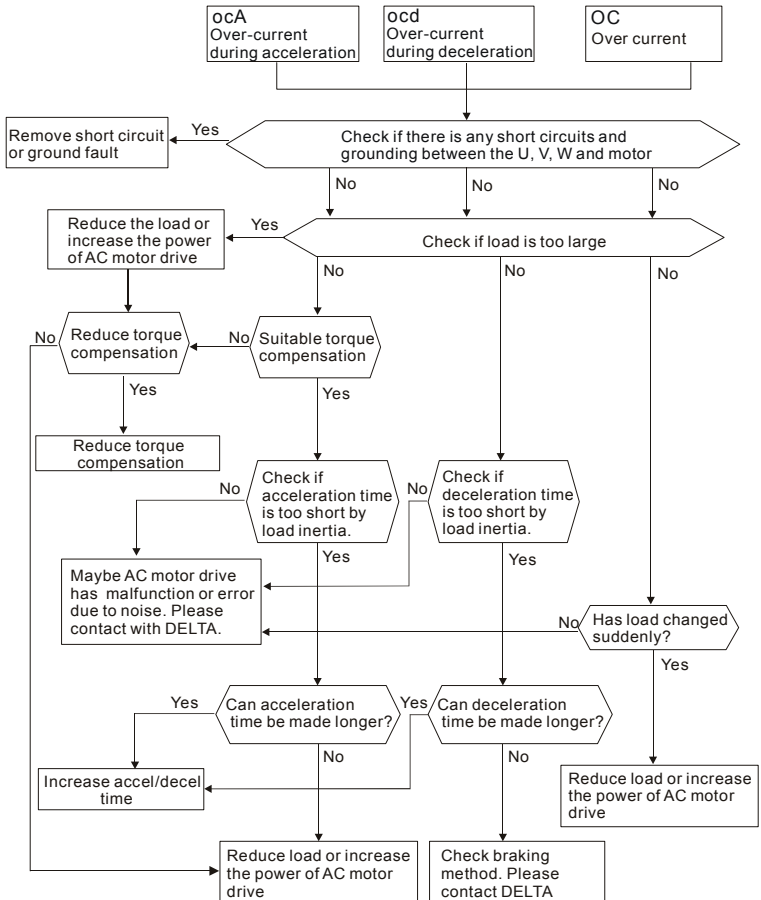 ocA
Over-current
during acceleration
ocd
Over-current
during deceleration
OC
Over current
Remove short circuit
or ground fault
Yes
Check if there is any short circuits and
grounding between the U, V, W and motor
No
No
No
Reduce the load or
increase the power
of AC motor drive
Yes
Check if load is too large
No
No
No
No
Reduce torque
compensation
No
Suitable torque
compensation
Yes
Yes
Reduce torque
compensation
No
Check if
acceleration time
is too short by
load inertia.
No
Check if
deceleration time
is too short by
load inertia.
Yes
Yes
Maybe AC motor drive
has malfunction or error
due to noise. Please
contact with DELTA.
No
Has load changed
suddenly?
Yes
Yes
Can acceleration
time be made longer?
Yes
Can deceleration
time be made longer?
No
No
Increase accel/decel
time
Reduce load or increase
the power of AC motor
drive
Reduce load or increase
the power of AC motor
drive
Check braking
method. Please
contact DELTA